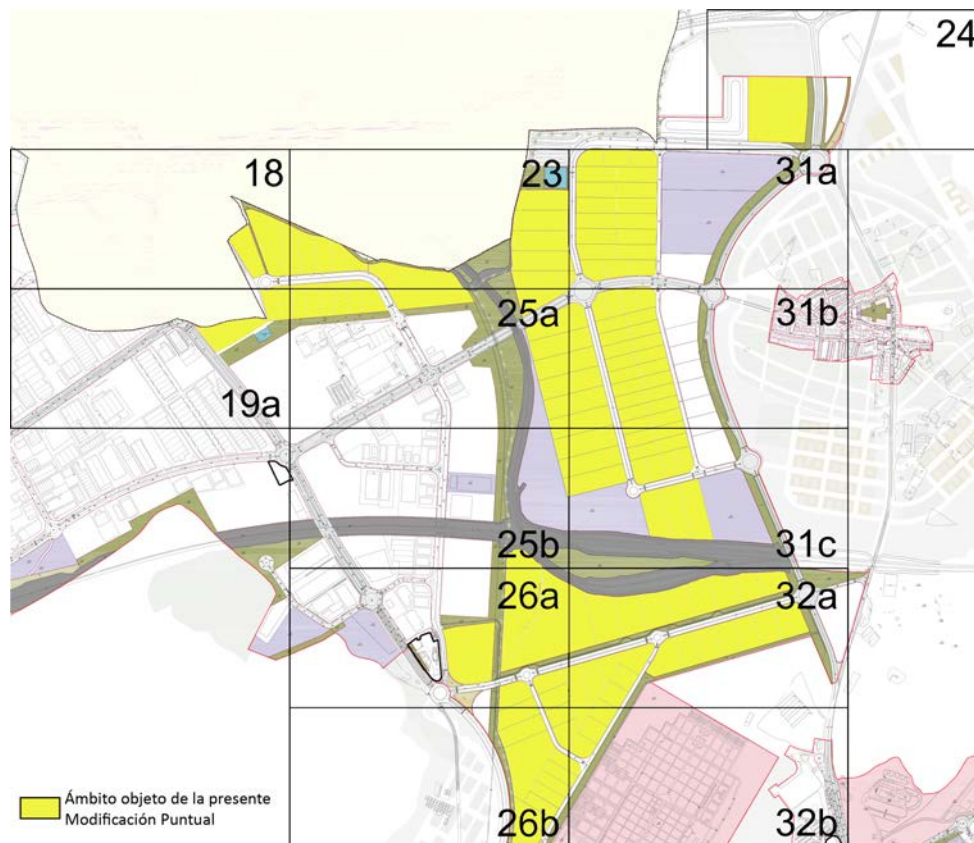 24
18
23
31a
25a
31b
19a
25b
31c
26a
32a
Ámbito objeto de la presente
Modificación Puntual
26b
32b